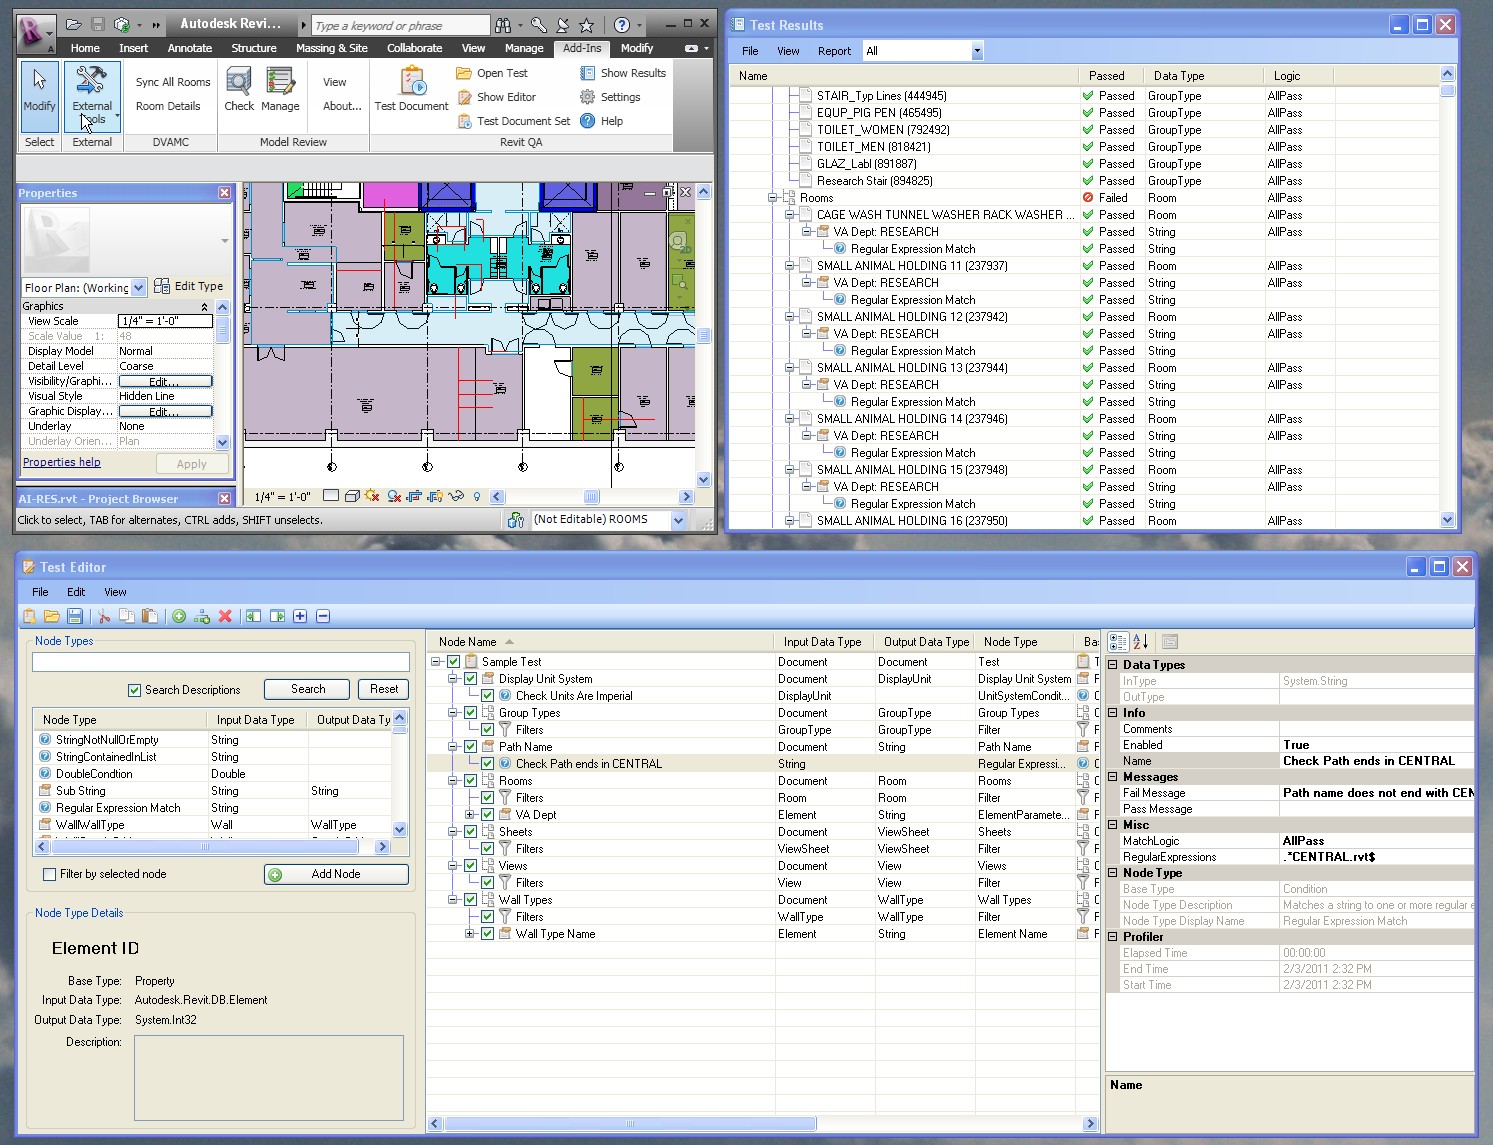 Autodesk Revi...
Type a keyword or phrase
Home Insert Annotate Structure Massing & Site Collaborate View Manage Add-Ins Modify
Modify
External Tools
Sync All Rooms
Room Details
Check
Manage
View
About...
Test Document
Open Test
Show Editor
Test Document Set
Show Results
Settings
Help
Select External DVAMC Model Review Revit QA
Properties
Floor Plan: (Working
Edit Type
Graphics
View Scale 1/4" = 1'-0"
Scale Value 1: 48
Display Model Normal
Detail Level Coarse
Visibility/Graphi... Edit...
Visual Style Hidden Line
Graphic Display... Edit...
Underlay None
Underlay Orien... Plan
Properties help
Apply
AI-RES.rvt - Project Browser
2D
1/4" = 1'-0"
Click to select, TAB for alternates, CTRL adds, SHIFT unselects.
(Not Editable) ROOMS
Test Results
File View Report All
Name Passed Data Type Logic
STAIR_Typ Lines (444945) Passed GroupType AllPass
EQUP_PIG PEN (465495) Passed GroupType AllPass
TOILET_WOMEN (792492) Passed GroupType AllPass
TOILET_MEN (818421) Passed GroupType AllPass
GLAZ_Labl (891887) Passed GroupType AllPass
Research Stair (894825) Passed GroupType AllPass
Rooms Failed Room AllPass
CAGE WASH TUNNEL WASHER RACK WASHER ... Passed Room AllPass
VA Dept: RESEARCH Passed String AllPass
Regular Expression Match Passed String
SMALL ANIMAL HOLDING 11 (237937) Passed Room AllPass
VA Dept: RESEARCH Passed String AllPass
Regular Expression Match Passed String
SMALL ANIMAL HOLDING 12 (237942) Passed Room AllPass
VA Dept: RESEARCH Passed String AllPass
Regular Expression Match Passed String
SMALL ANIMAL HOLDING 13 (237944) Passed Room AllPass
VA Dept: RESEARCH Passed String AllPass
Regular Expression Match Passed String
SMALL ANIMAL HOLDING 14 (237946) Passed Room AllPass
VA Dept: RESEARCH Passed String AllPass
Regular Expression Match Passed String
SMALL ANIMAL HOLDING 15 (237948) Passed Room AllPass
VA Dept: RESEARCH Passed String AllPass
Regular Expression Match Passed String
SMALL ANIMAL HOLDING 16 (237950) Passed Room AllPass
Test Editor
File Edit View
Node Types
Search Descriptions Search Reset
Node Type Input Data Type Output Data Ty
StringNotNullOrEmpty String
StringContainedInList String
DoubleCondtion Double
Sub String String String
Regular Expression Match String
WallWallType Wall WallType
Filter by selected node Add Node
Node Type Details
Element ID
Base Type: Property
Input Data Type: Autodesk.Revit.DB.Element
Output Data Type: System.Int32
Description:
Node Name Input Data Type Output Data Type Node Type Ba
Sample Test Document Document Test T
Display Unit System Document DisplayUnit Display Unit System F
Check Units Are Imperial DisplayUnit UnitSystemCondit... C
Group Types Document GroupType Group Types C
Filters GroupType GroupType Filter F
Path Name Document String Path Name F
Check Path ends in CENTRAL String Regular Expressi... C
Rooms Document Room Rooms C
Filters Room Room Filter F
VA Dept Element String ElementParamete... F
Sheets Document ViewSheet Sheets C
Filters ViewSheet ViewSheet Filter F
Views Document View Views C
Filters View View Filter F
Wall Types Document WallType Wall Types C
Filters WallType WallType Filter F
Wall Type Name Element String Element Name F
Data Types
InType System.String
OutType
Info
Comments
Enabled True
Name Check Path ends in CENTRAL
Messages
Fail Message Path name does not end with CEN
Pass Message
Misc
MatchLogic AllPass
RegularExpressions .*CENTRAL.rvt$
Node Type
Base Type Condition
Node Type Description Matches a string to one or more regular e
Node Type Display Name Regular Expression Match
Profiler
Elapsed Time 00:00:00
End Time 2/3/2011 2:32 PM
Start Time 2/3/2011 2:32 PM
Name